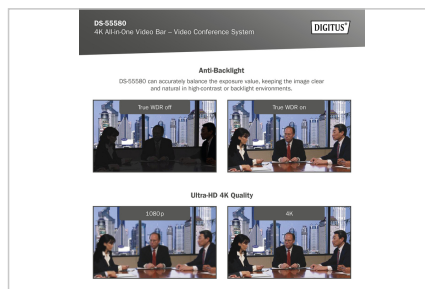 DS-55580
4K All-in-One Video Bar – Video Conference System
DIGITUS®
Anti-Backlight
DS-55580 can accurately balance the exposure value, keeping the image clear
and natural in high-contrast or backlight environments.
True WDR off
True WDR on
Ultra-HD 4K Quality
1080p
4K